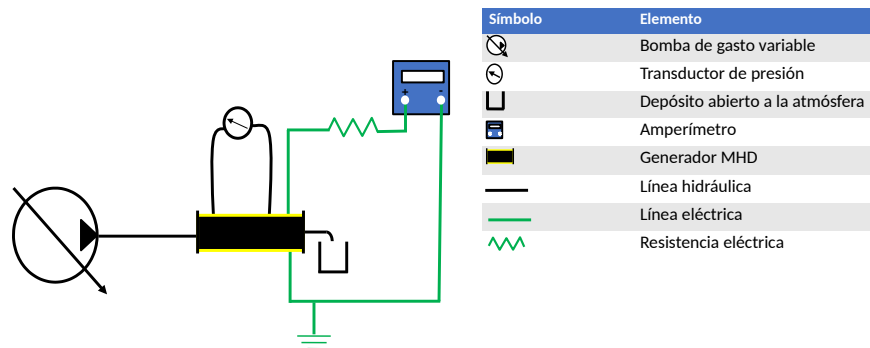 Símbolo Elemento
Bomba de gasto variable
Transductor de presión
Depósito abierto a la atmósfera
Amperímetro
Generador MHD
Línea hidráulica
Línea eléctrica
Resistencia eléctrica
+ -